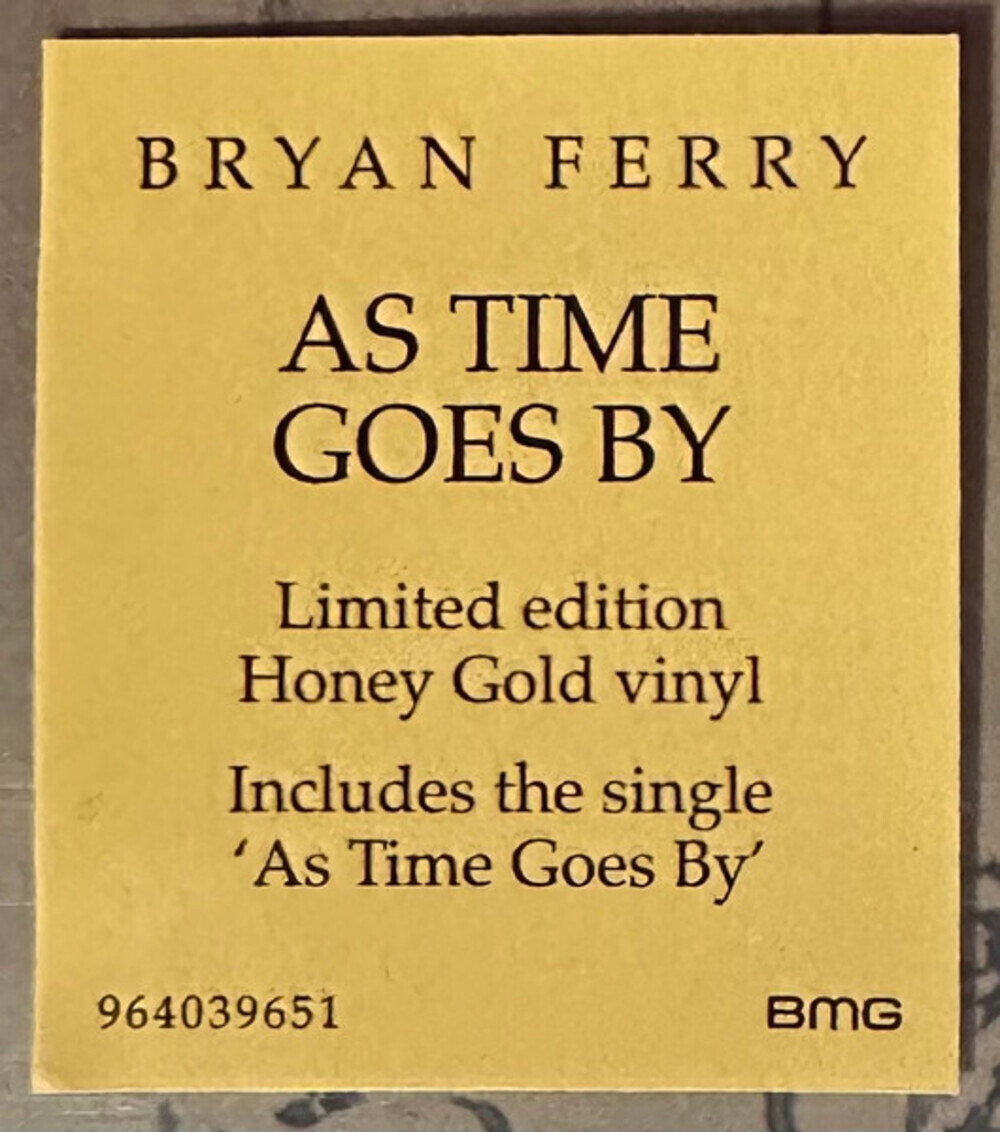 BRYAN FERRY
AS TIME
GOES BY
Limited edition
Honey Gold vinyl
Includes the single
‘As Time Goes By’
964039651 BMG